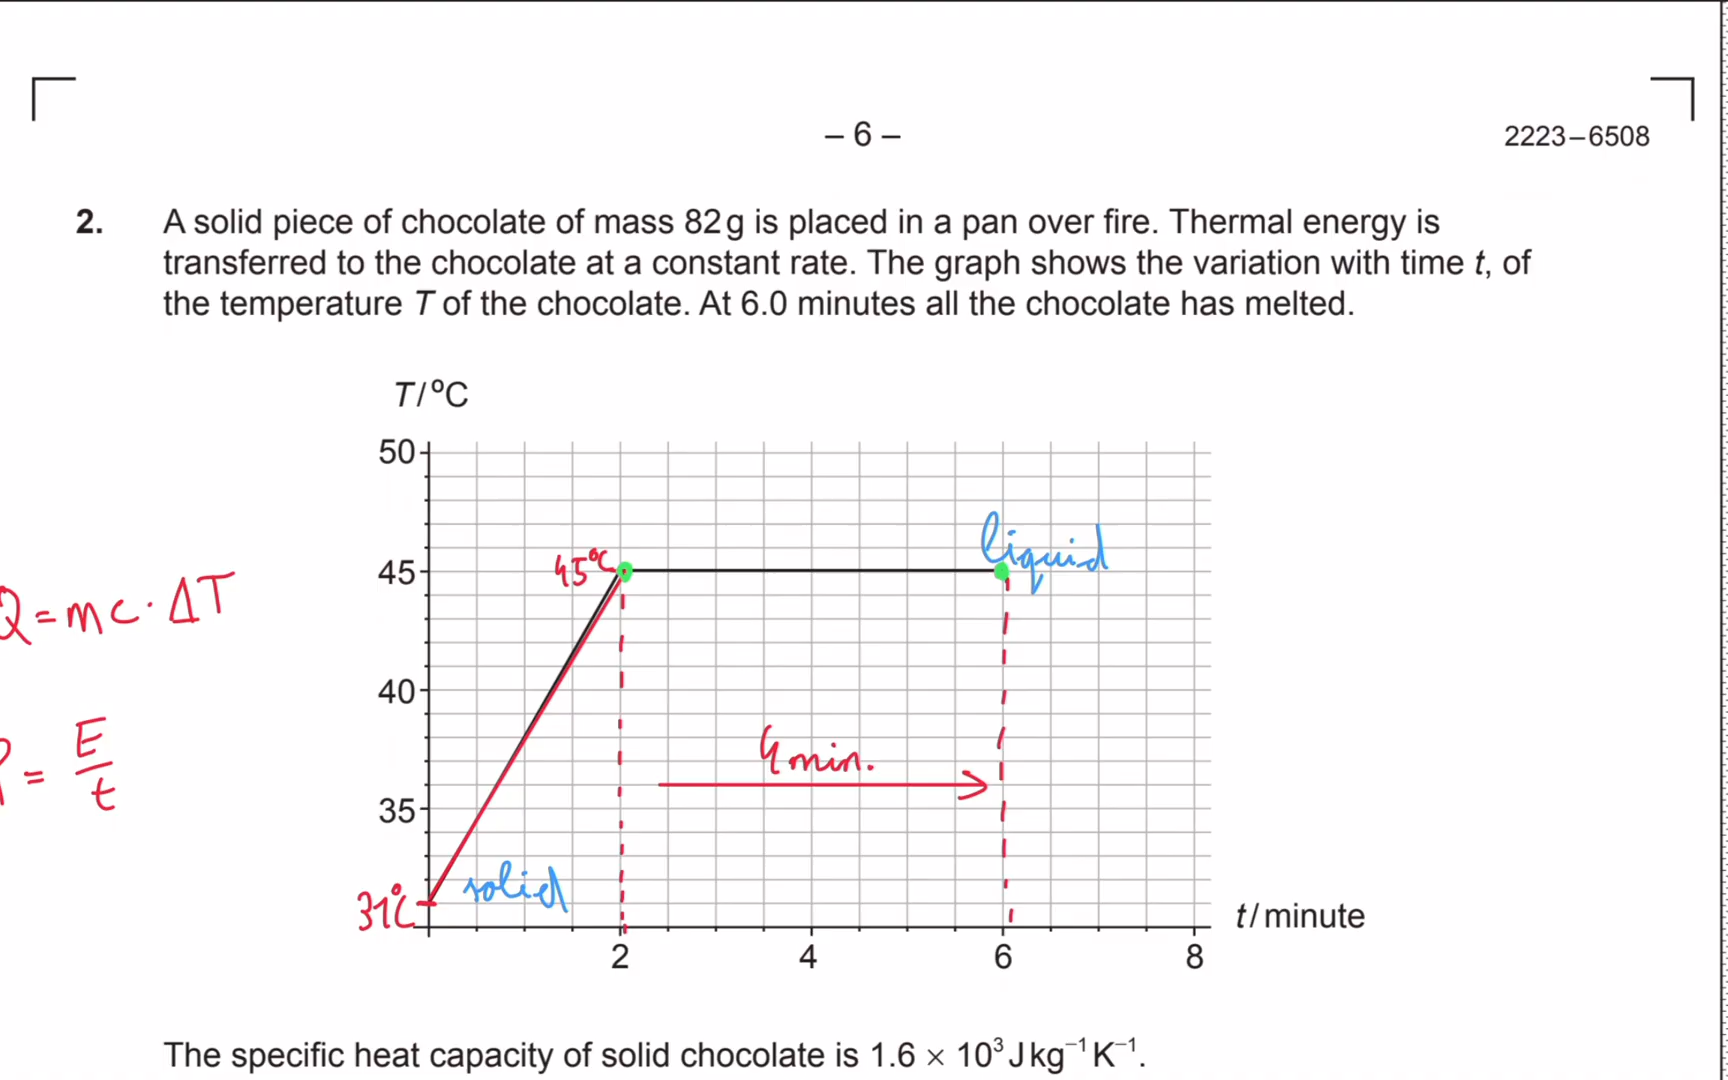 – 6 –
2223–6508
2. A solid piece of chocolate of mass 82 g is placed in a pan over fire. Thermal energy is
transferred to the chocolate at a constant rate. The graph shows the variation with time t, of
the temperature T of the chocolate. At 6.0 minutes all the chocolate has melted.
T/°C
50
liquid
45°C
45
Q = mc · ΔT
40
P = E/t
4 min.
35
solid
31°C
t/minute
2 4 6 8
The specific heat capacity of solid chocolate is 1.6 × 10³ J kg⁻¹ K⁻¹.